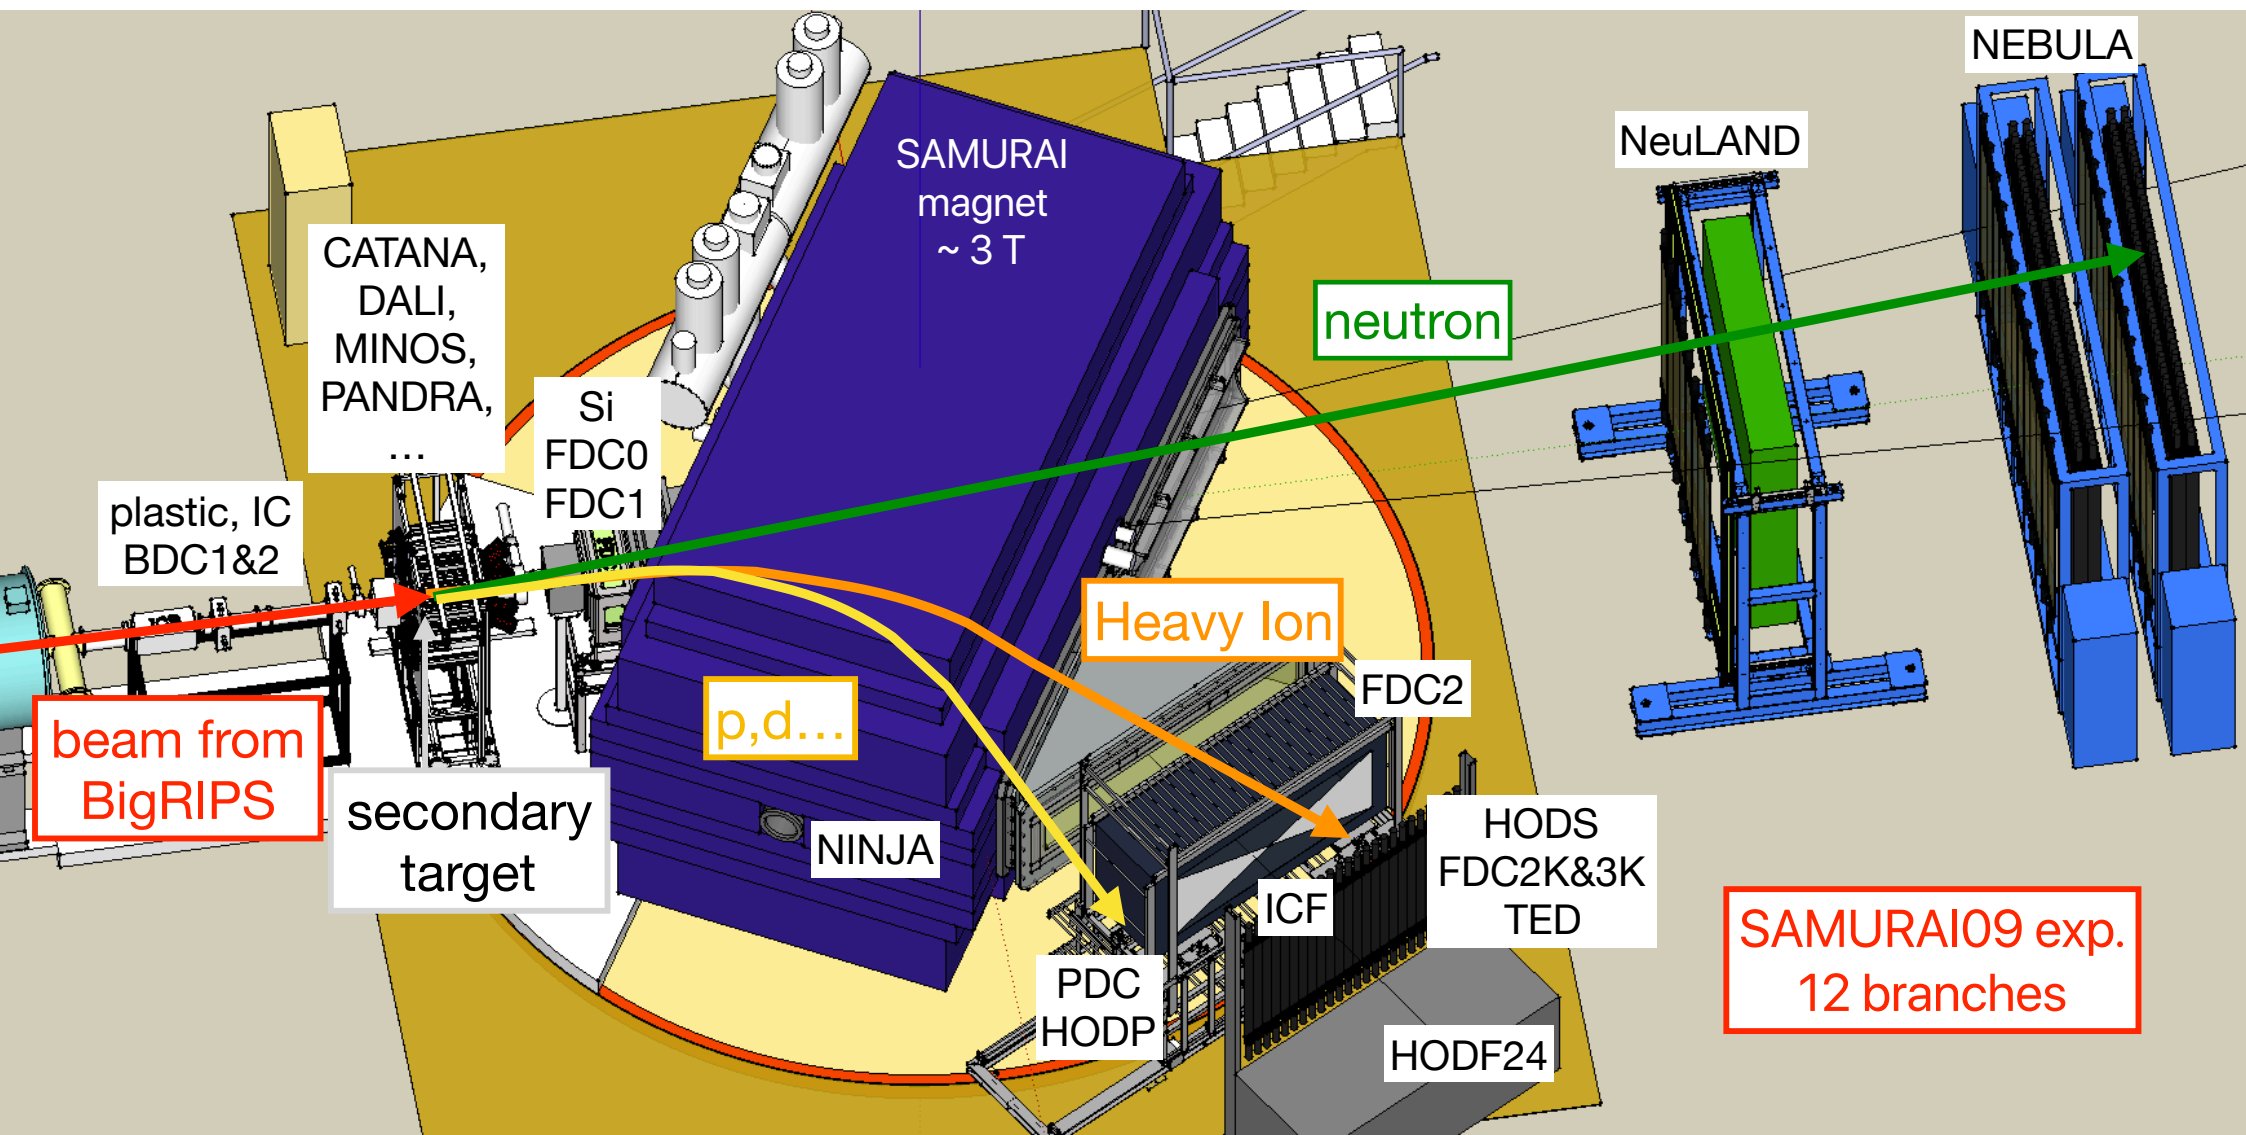 NEBULA
NeuLAND
SAMURAI
magnet
~ 3 T
CATANA,
DALI,
MINOS,
PANDRA,
...
neutron
Si
FDC0
FDC1
plastic, IC
BDC1&2
Heavy Ion
FDC2
p,d...
beam from
BigRIPS
secondary
target
NINJA
HODS
FDC2K&3K
TED
ICF
SAMURAI09 exp.
12 branches
PDC
HODP
HODF24